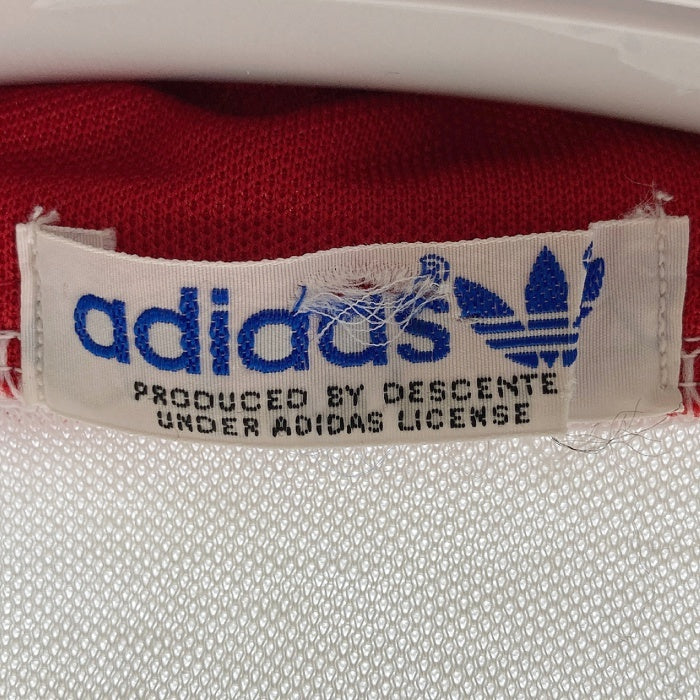 adidas®
PRODUCED BY DESCENTE
UNDER ADIDAS LICENSE